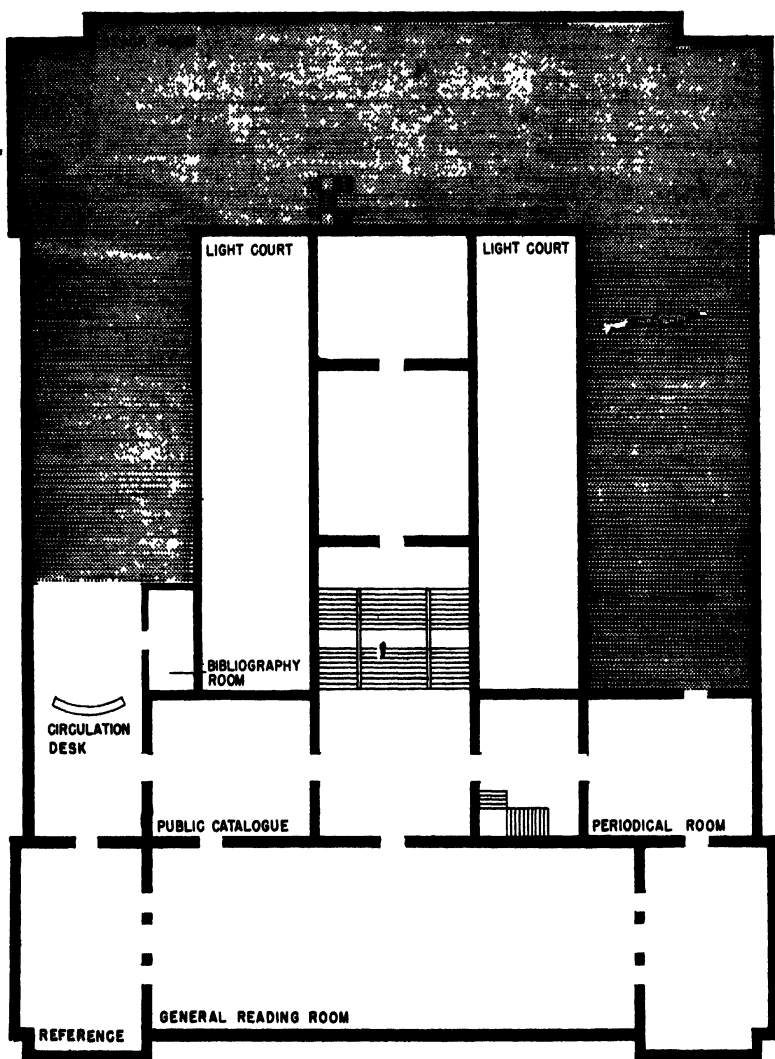 LIGHT COURT
LIGHT COURT
BIBLIOGRAPHY
ROOM
CIRCULATION
DESK
PUBLIC CATALOGUE
PERIODICAL ROOM
GENERAL READING ROOM
REFERENCE